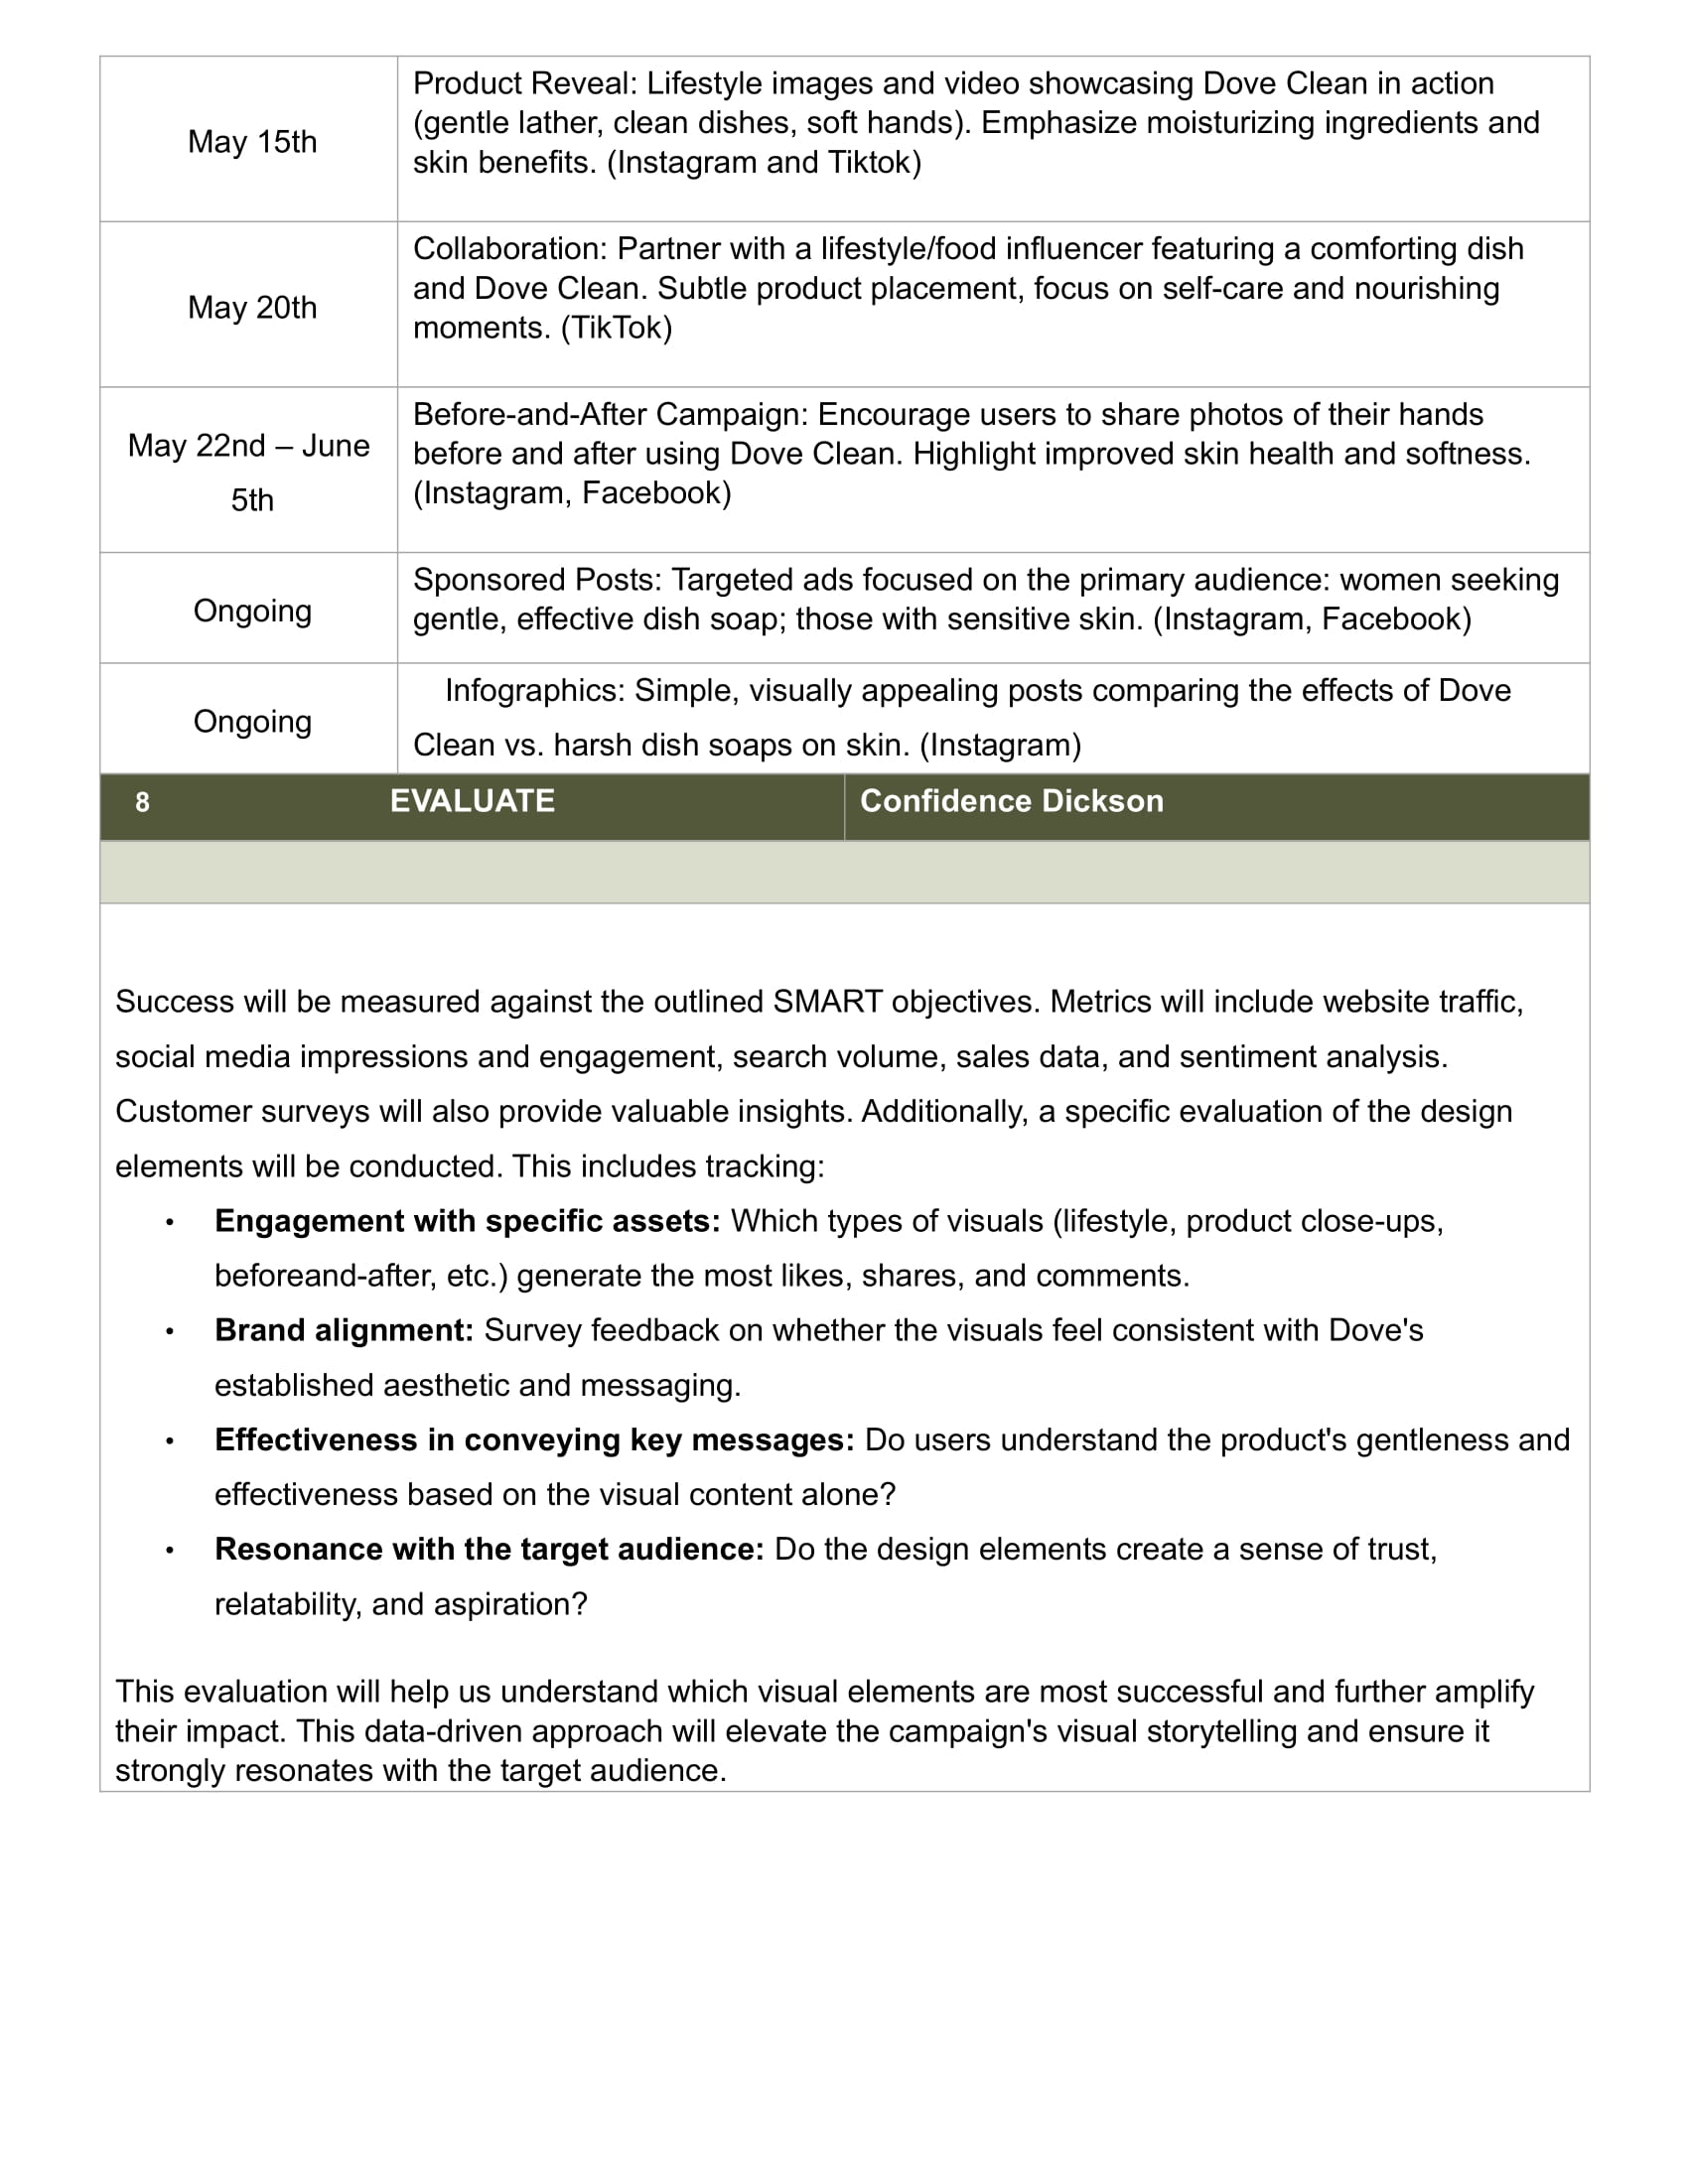 Product Reveal: Lifestyle images and video showcasing Dove Clean in action
(gentle lather, clean dishes, soft hands). Emphasize moisturizing ingredients and
May 15th
skin benefits. (Instagram and Tiktok)
Collaboration: Partner with a lifestyle/food influencer featuring a comforting dish
and Dove Clean. Subtle product placement, focus on self-care and nourishing
May 20th
moments. (TikTok)
Before-and-After Campaign: Encourage users to share photos of their hands
May 22nd – June
before and after using Dove Clean. Highlight improved skin health and softness.
5th
(Instagram, Facebook)
Sponsored Posts: Targeted ads focused on the primary audience: women seeking
Ongoing
gentle, effective dish soap; those with sensitive skin. (Instagram, Facebook)
Infographics: Simple, visually appealing posts comparing the effects of Dove
Ongoing
Clean vs. harsh dish soaps on skin. (Instagram)
8 EVALUATE Confidence Dickson
Success will be measured against the outlined SMART objectives. Metrics will include website traffic,
social media impressions and engagement, search volume, sales data, and sentiment analysis.
Customer surveys will also provide valuable insights. Additionally, a specific evaluation of the design
elements will be conducted. This includes tracking:
• Engagement with specific assets: Which types of visuals (lifestyle, product close-ups,
beforeand-after, etc.) generate the most likes, shares, and comments.
• Brand alignment: Survey feedback on whether the visuals feel consistent with Dove's
established aesthetic and messaging.
• Effectiveness in conveying key messages: Do users understand the product's gentleness and
effectiveness based on the visual content alone?
• Resonance with the target audience: Do the design elements create a sense of trust,
relatability, and aspiration?
This evaluation will help us understand which visual elements are most successful and further amplify
their impact. This data-driven approach will elevate the campaign's visual storytelling and ensure it
strongly resonates with the target audience.